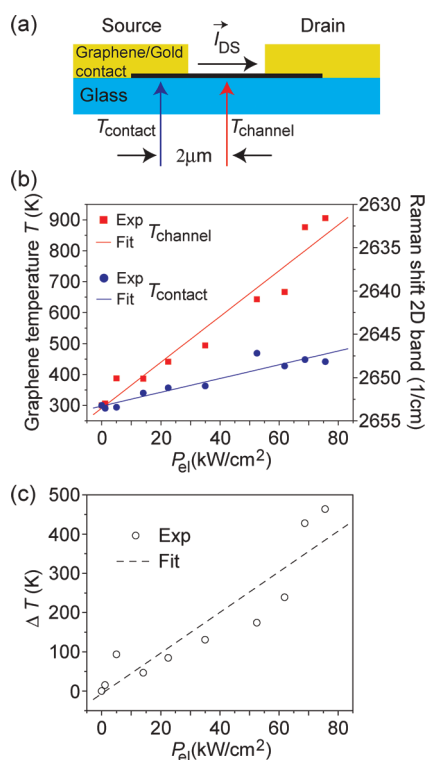 (a)
Source
Drain
Graphene/Gold
contact
I DS
Glass
Tcontact
Tchannel
2μm
(b)
Graphene temperature T (K)
900
800
700
600
500
400
300
Exp
Fit
Tchannel
Exp
Fit
Tcontact
2630
2635
2640
2645
2650
2655
Raman shift 2D band (1/cm)
0
20
40
60
80
Pel(kW/cm²)
(c)
Δ T (K)
500
400
300
200
100
0
Exp
Fit
0
20
40
60
80
Pel(kW/cm²)